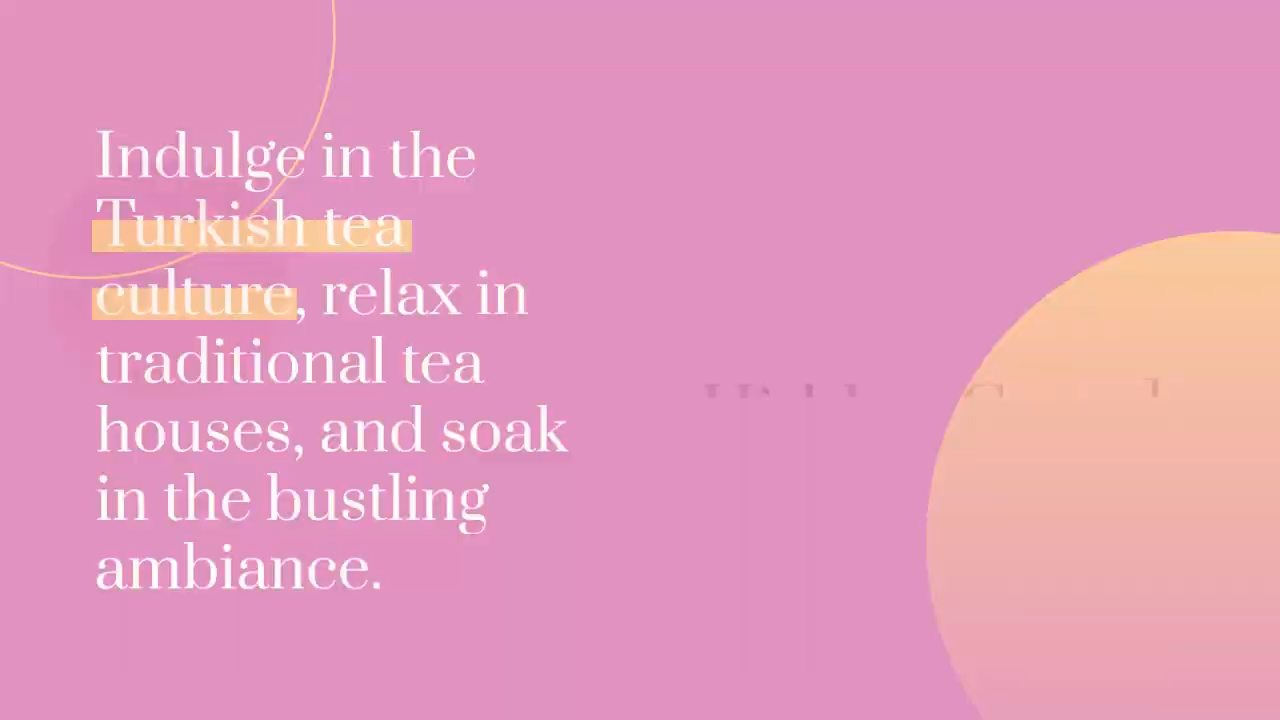 Indulge in the
Turkish tea
culture, relax in
traditional tea
houses, and soak
in the bustling
ambiance.